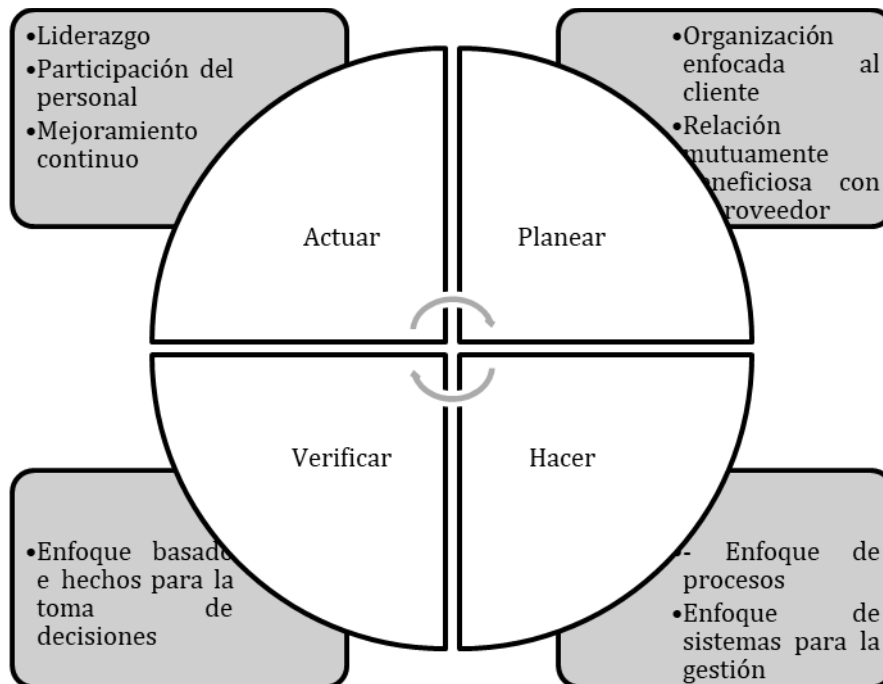 •Liderazgo
•Participación del
personal
•Mejoramiento
continuo
•Organización
enfocada al
cliente
•Relación
mutuamente
eneficiosa con
roveedor
Actuar
Planear
Verificar
Hacer
•Enfoque basado
e hechos para la
toma de
decisiones
•- Enfoque de
procesos
•Enfoque de
sistemas para la
gestión